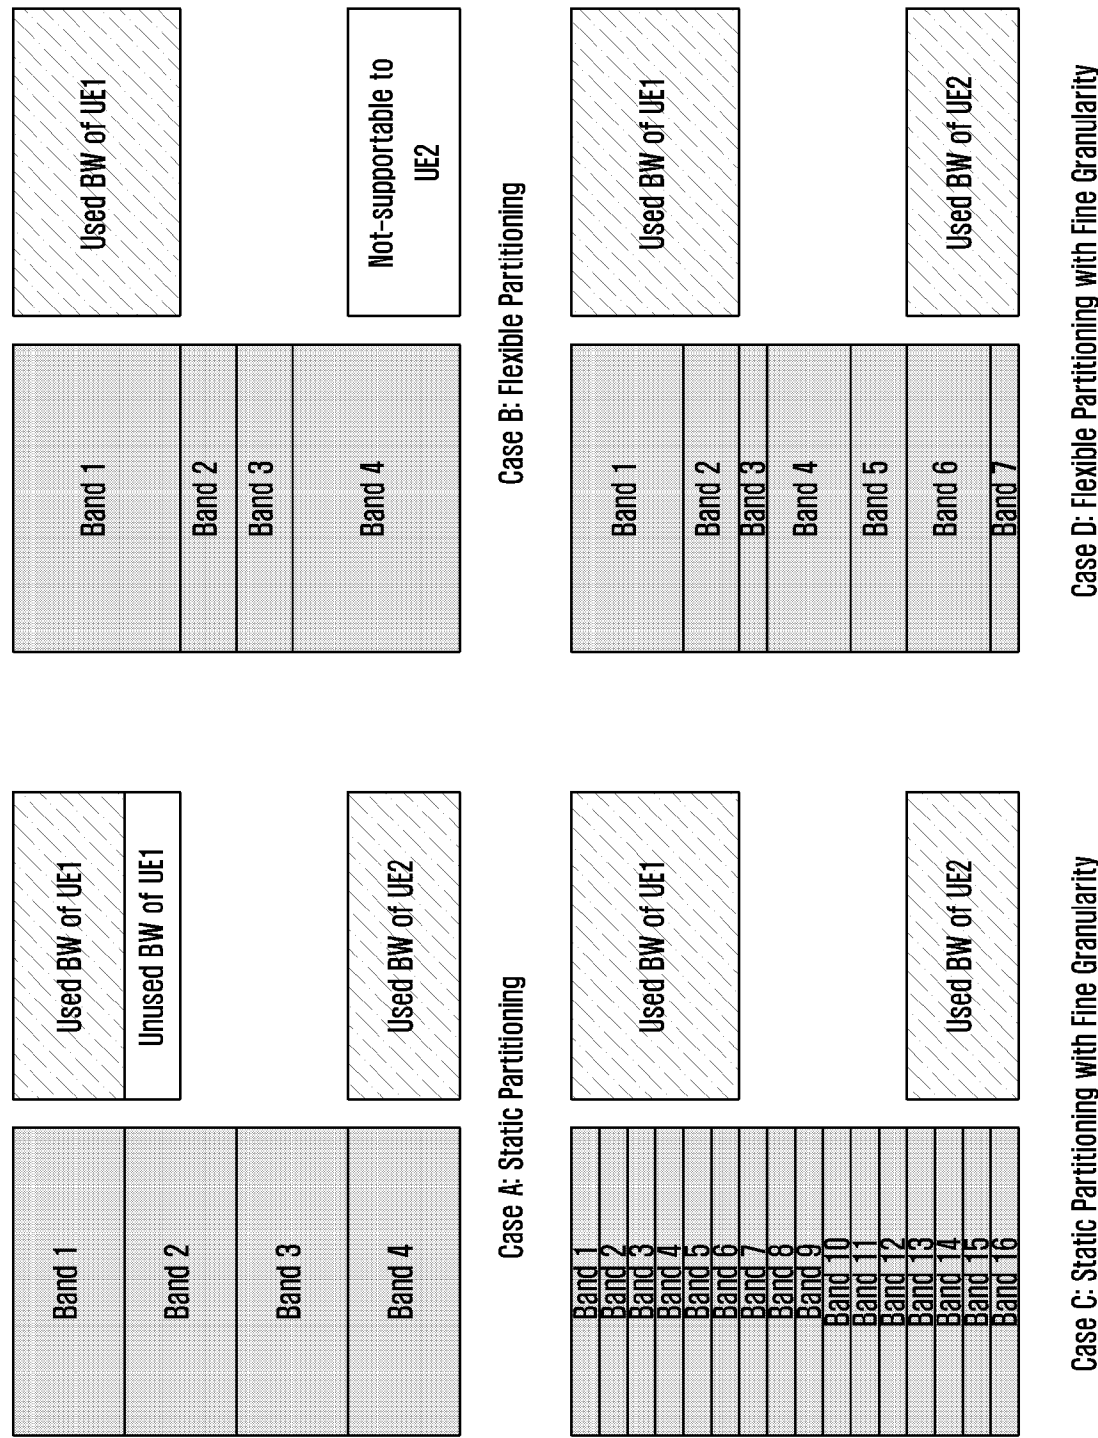 Band 1
Band 2
Band 3
Band 4
Used BW of UE1
Unused BW of UE1
Used BW of UE2
Case A: Static Partitioning
Band 1
Band 2
Band 3
Band 4
Used BW of UE1
Not-supportable to
UE2
Case B: Flexible Partitioning
Band 1
Band 2
Band 3
Band 4
Band 5
Band 6
Band 7
Band 8
Band 9
Band 10
Band 11
Band 12
Band 13
Band 14
Band 15
Band 16
Used BW of UE1
Used BW of UE2
Case C: Static Partitioning with Fine Granularity
Band 1
Band 2
Band 3
Band 4
Band 5
Band 6
Band 7
Used BW of UE1
Used BW of UE2
Case D: Flexible Partitioning with Fine Granularity